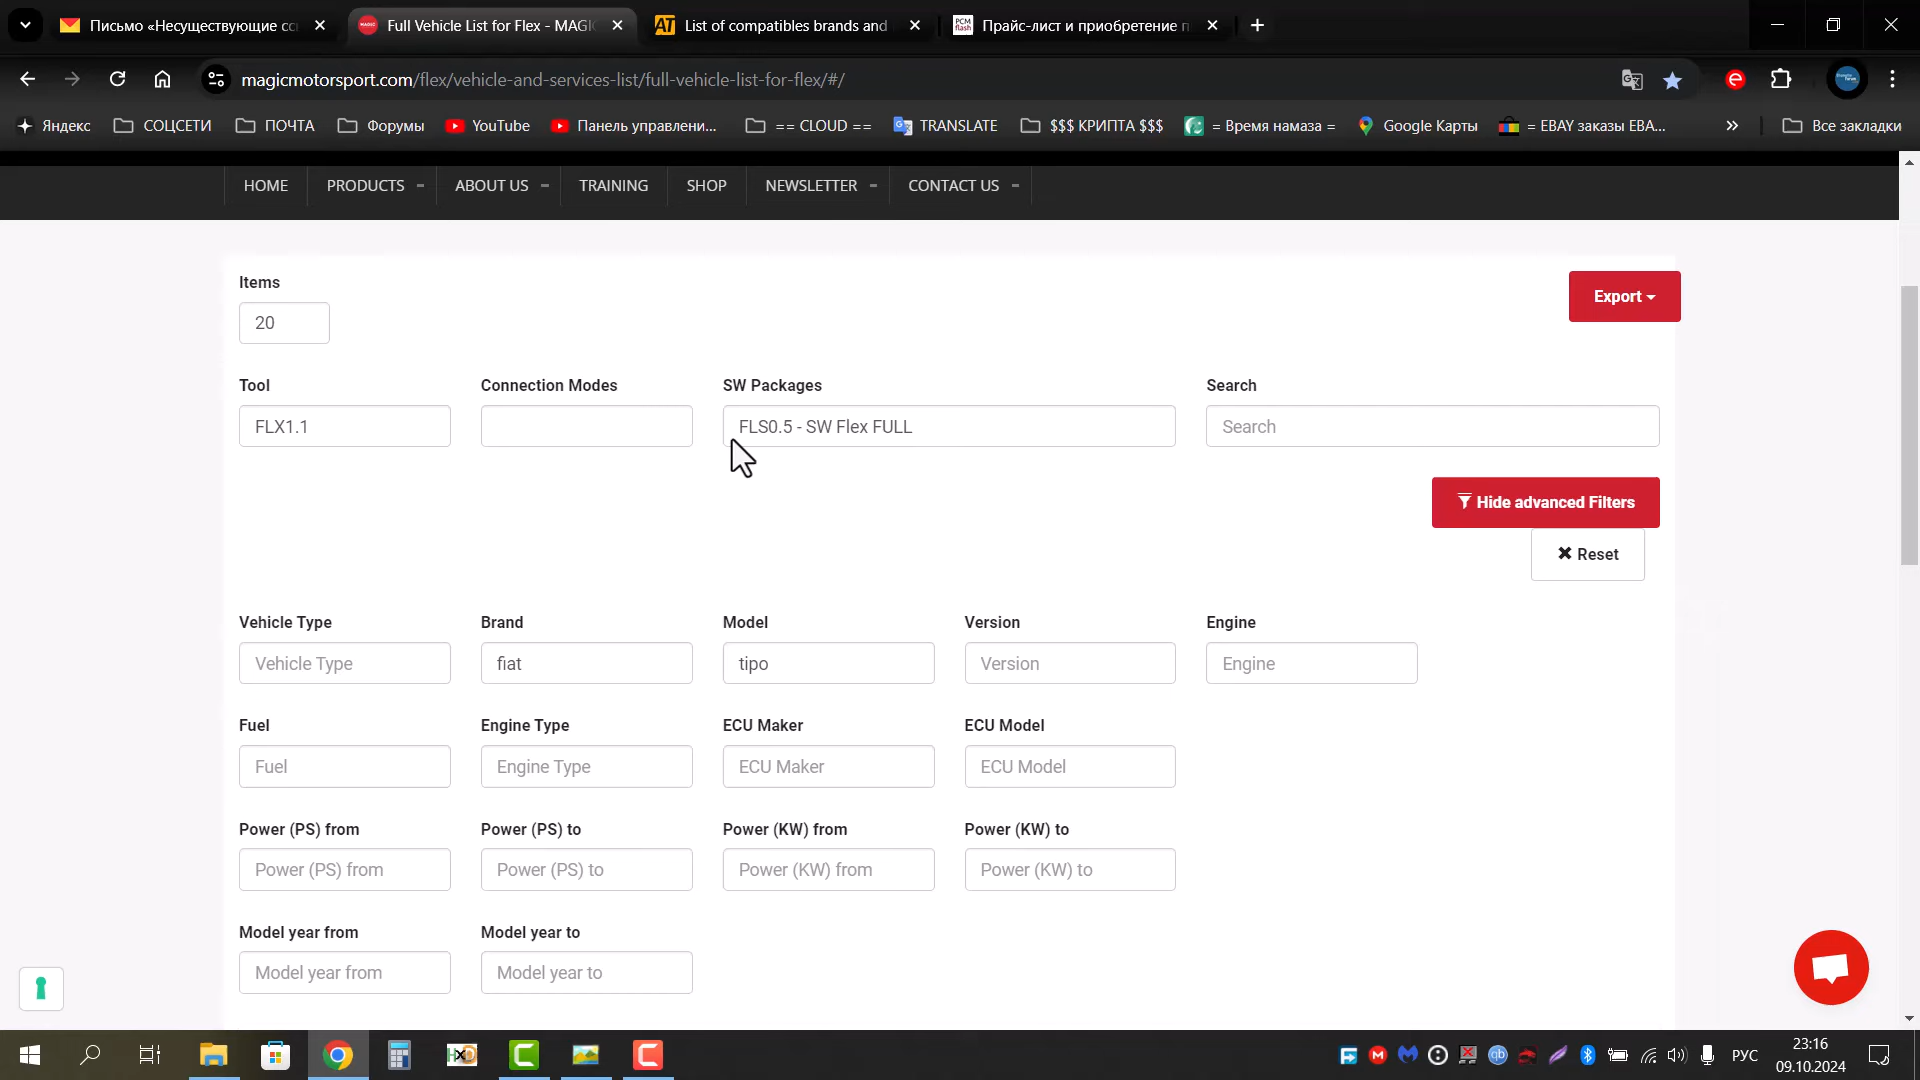 Письмо «Несуществующие ссы
Full Vehicle List for Flex - MAGIC
AT List of compatibles brands and
PCM flash Прайс-лист и приобретение п
magicmotorsport.com/flex/vehicle-and-services-list/full-vehicle-list-for-flex/#/
Яндекс СОЦСЕТИ ПОЧТА Форумы YouTube Панель управлени... == CLOUD == TRANSLATE $$$ КРИПТА $$$ = Время намаза = Google Карты = EBAY заказы EBA... » Все закладки
HOME PRODUCTS ABOUT US TRAINING SHOP NEWSLETTER CONTACT US
Items
20
Export
Tool Connection Modes SW Packages Search
FLX1.1 FLS0.5 - SW Flex FULL Search
Hide advanced Filters
Reset
Vehicle Type Brand Model Version Engine
Vehicle Type fiat tipo Version Engine
Fuel Engine Type ECU Maker ECU Model
Fuel Engine Type ECU Maker ECU Model
Power (PS) from Power (PS) to Power (KW) from Power (KW) to
Power (PS) from Power (PS) to Power (KW) from Power (KW) to
Model year from Model year to
Model year from Model year to
РУС
23:16
09.10.2024